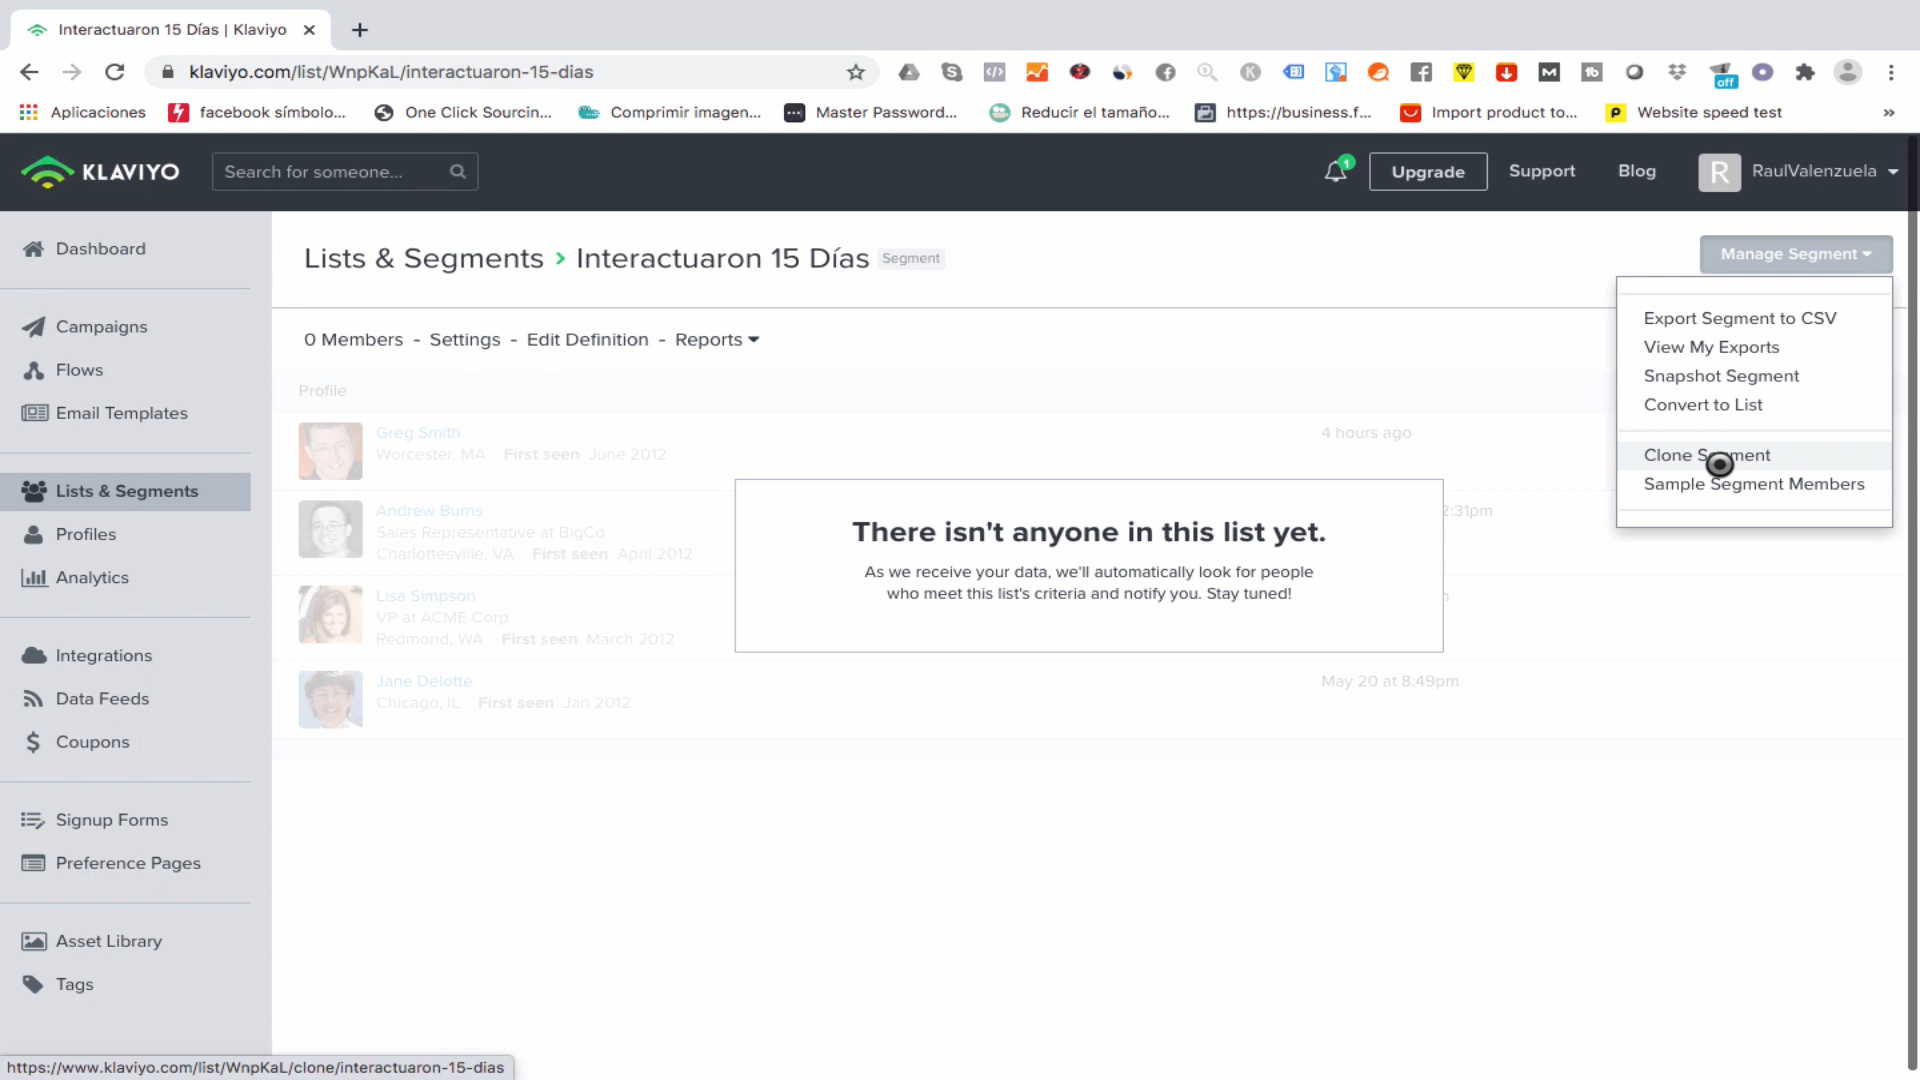 Interactuaron 15 Días | Klaviyo
klaviyo.com/list/WnpKaL/interactuaron-15-dias
off
Aplicaciones
facebook símbolo...
One Click Sourcin...
Comprimir imagen...
Master Password...
Reducir el tamaño...
https://business.f...
Import product to...
Website speed test
KLAVIYO
Search for someone...
1
Upgrade
Support
Blog
R
RaulValenzuela
Dashboard
Campaigns
Flows
Email Templates
Lists & Segments
Profiles
Analytics
Integrations
Data Feeds
Coupons
Signup Forms
Preference Pages
Asset Library
Tags
Lists & Segments > Interactuaron 15 Días Segment
Manage Segment
0 Members - Settings - Edit Definition - Reports
Export Segment to CSV
View My Exports
Snapshot Segment
Convert to List
Clone Segment
Sample Segment Members
Profile
Greg Smith
Worcester, MA First seen June 2012
4 hours ago
Andrew Burns
Sales Representative at BigCo
Charlottesville, VA First seen April 2012
2:31pm
Lisa Simpson
VP at ACME Corp
Redmond, WA First seen March 2012
Jane Delotte
Chicago, IL First seen Jan 2012
May 20 at 8:49pm
There isn't anyone in this list yet.
As we receive your data, we'll automatically look for people
who meet this list's criteria and notify you. Stay tuned!
https://www.klaviyo.com/list/WnpKaL/clone/interactuaron-15-dias